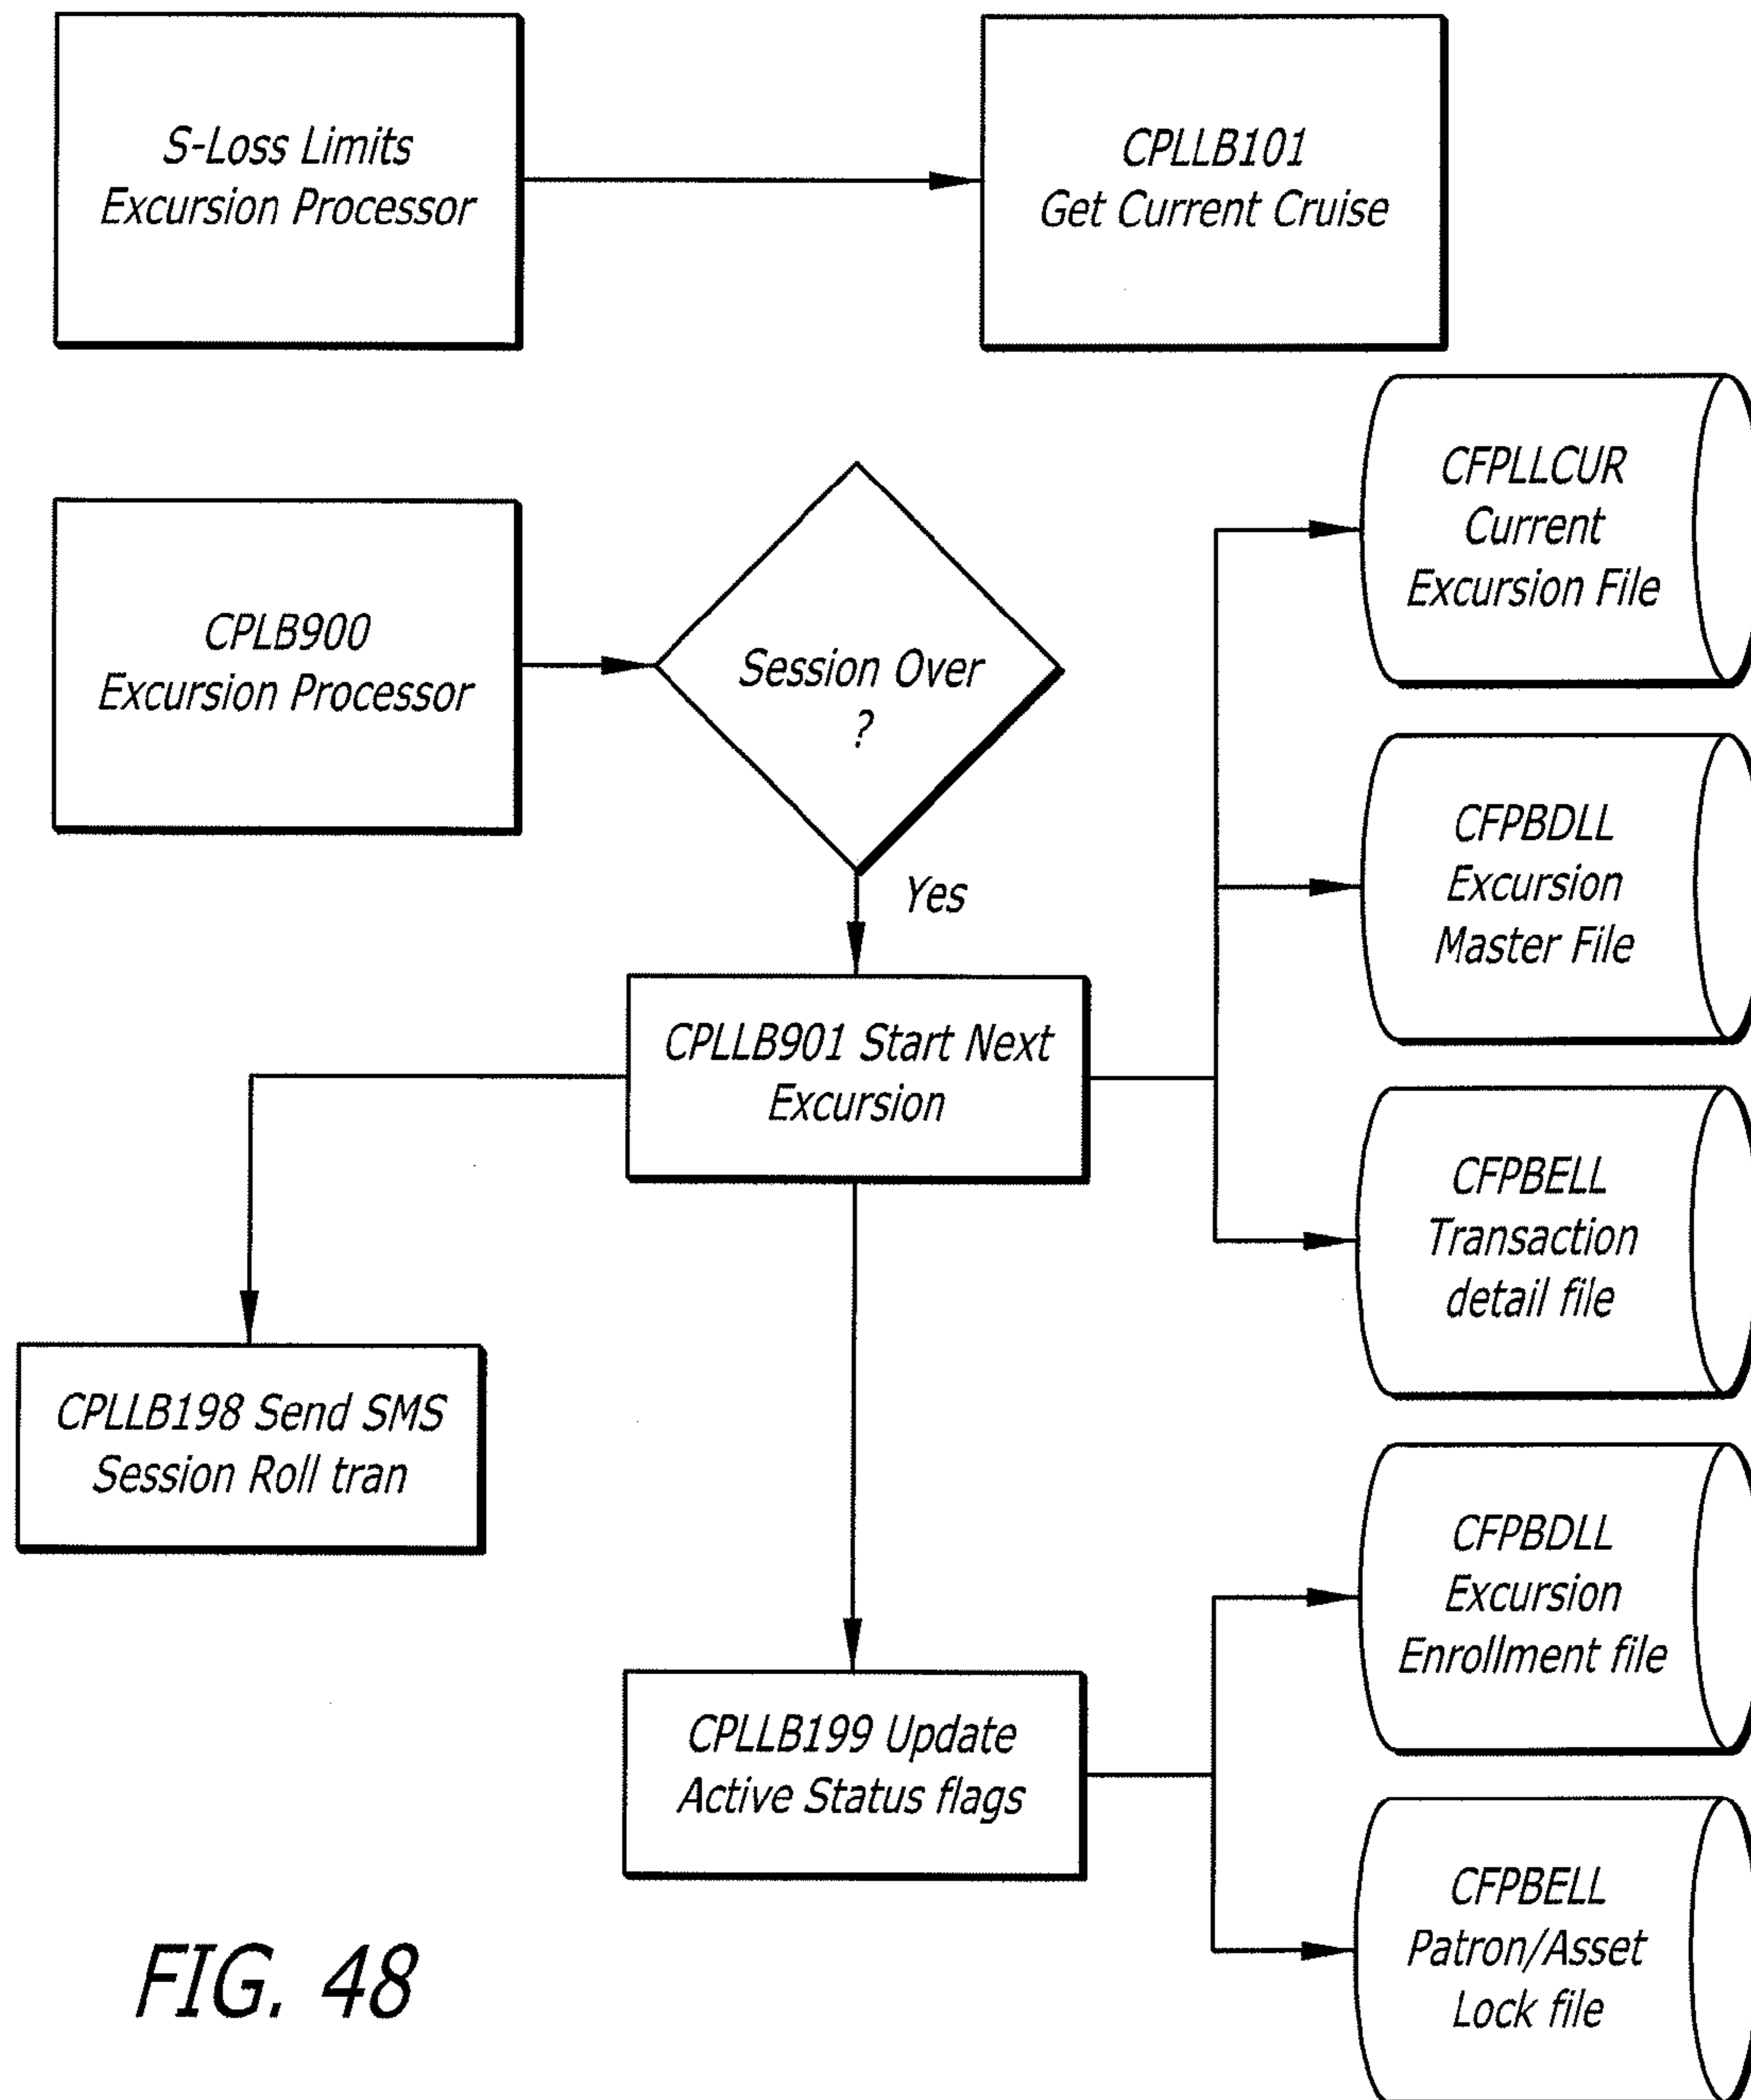 S-Loss Limits
Excursion Processor
CPLLB101
Get Current Cruise
CFPLLCUR
Current
Excursion File
CPLB900
Excursion Processor
Session Over
?
CFPBDLL
Excursion
Master File
Yes
CPLLB901 Start Next
Excursion
CFPBELL
Transaction
detail file
CPLLB198 Send SMS
Session Roll tran
CFPBDLL
Excursion
Enrollment file
CPLLB199 Update
Active Status flags
CFPBELL
Patron/Asset
Lock file
FIG. 48